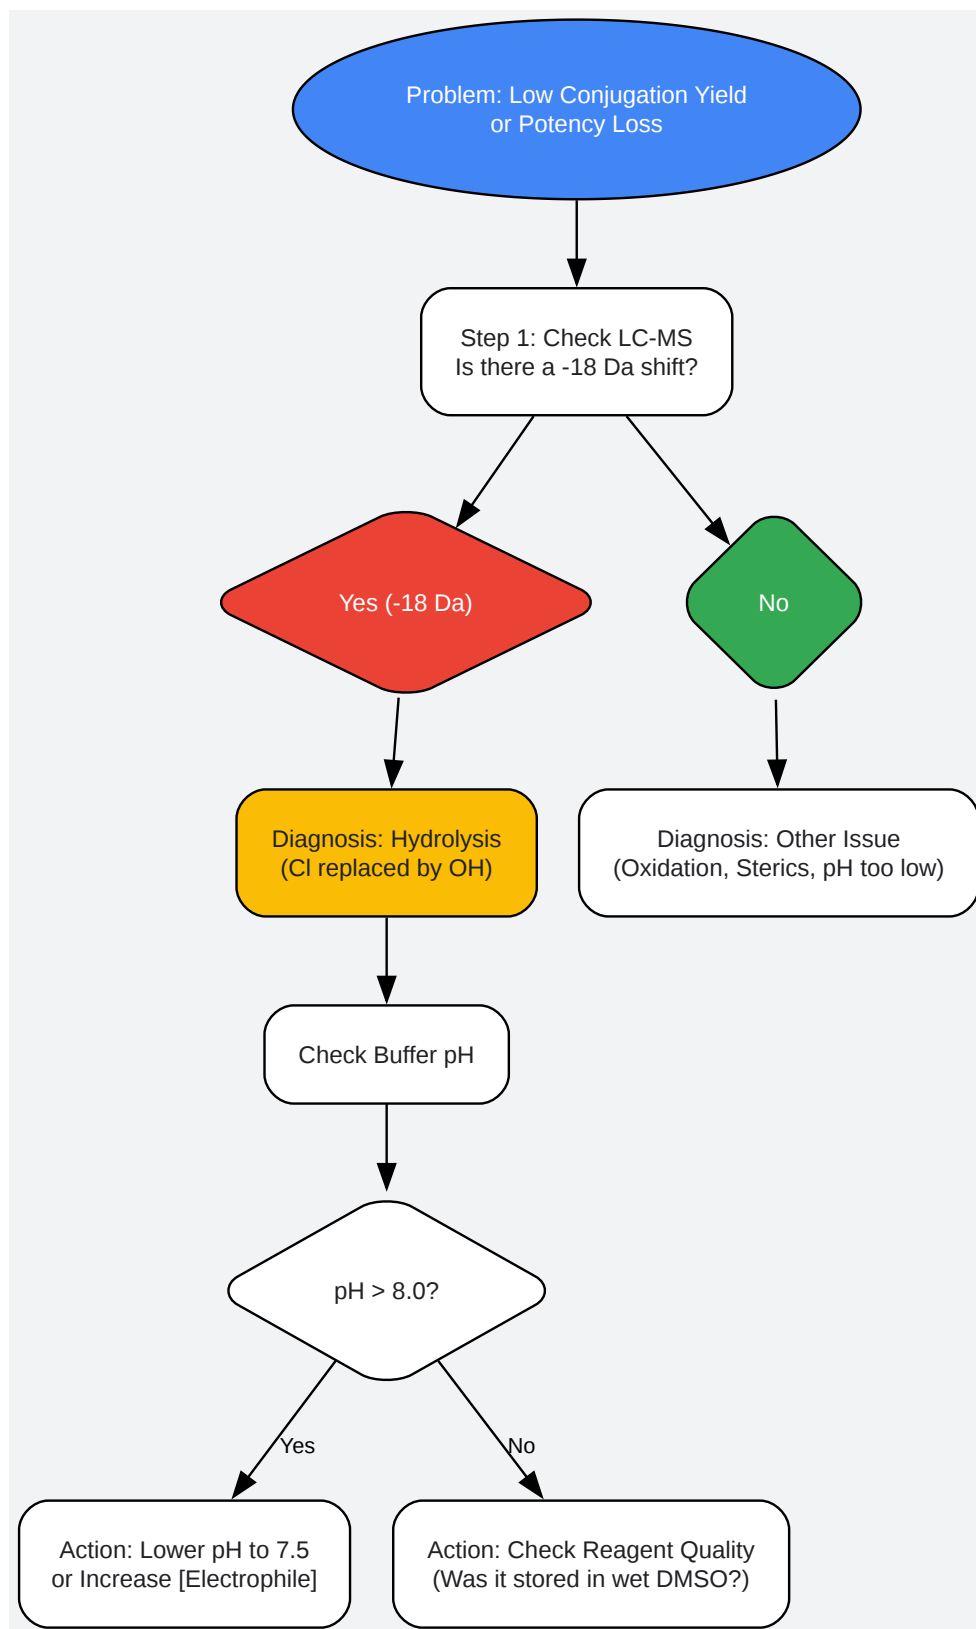 Problem: Low Conjugation Yield
or Potency Loss
Step 1: Check LC-MS
Is there a -18 Da shift?
Yes (-18 Da)
No
Diagnosis: Hydrolysis
(Cl replaced by OH)
Diagnosis: Other Issue
(Oxidation, Sterics, pH too low)
Check Buffer pH
pH > 8.0?
Yes
No
Action: Lower pH to 7.5
or Increase [Electrophile]
Action: Check Reagent Quality
(Was it stored in wet DMSO?)